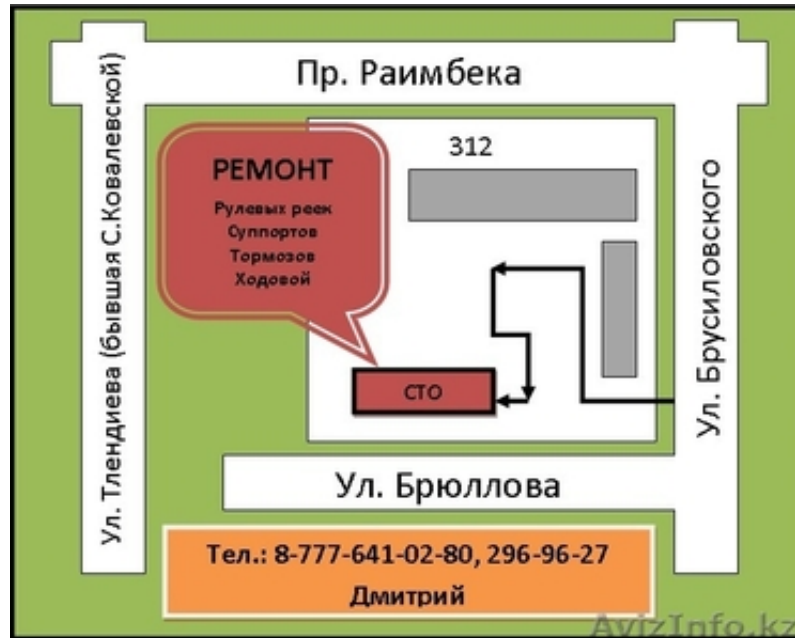 Пр. Раимбека
312
РЕМОНТ
Рулевых реек
Суппортов
Тормозов
Ходовой
СТО
Ул. Тлендиева (бывшая С.Ковалевской)
Ул. Брусиловского
Ул. Брюллова
Тел.: 8-777-641-02-80, 296-96-27
Дмитрий
AvizInfo.kz